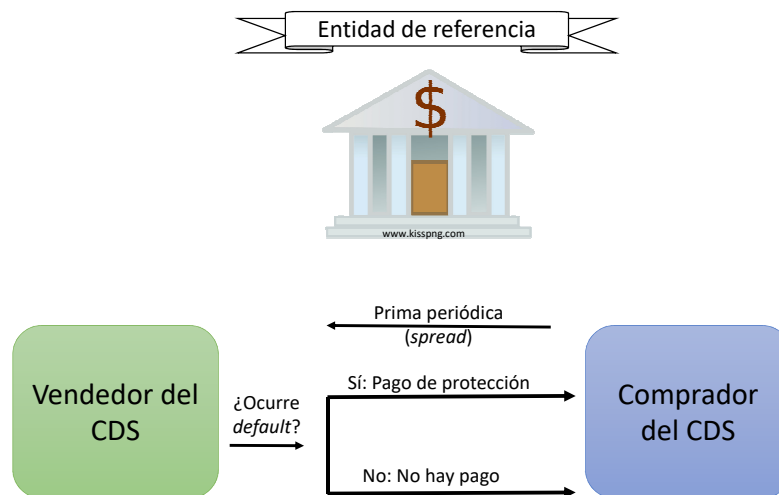 Entidad de referencia
$
www.kisspng.com
Prima periódica
(spread)
Vendedor del
CDS
¿Ocurre
default?
Sí: Pago de protección
No: No hay pago
Comprador
del CDS